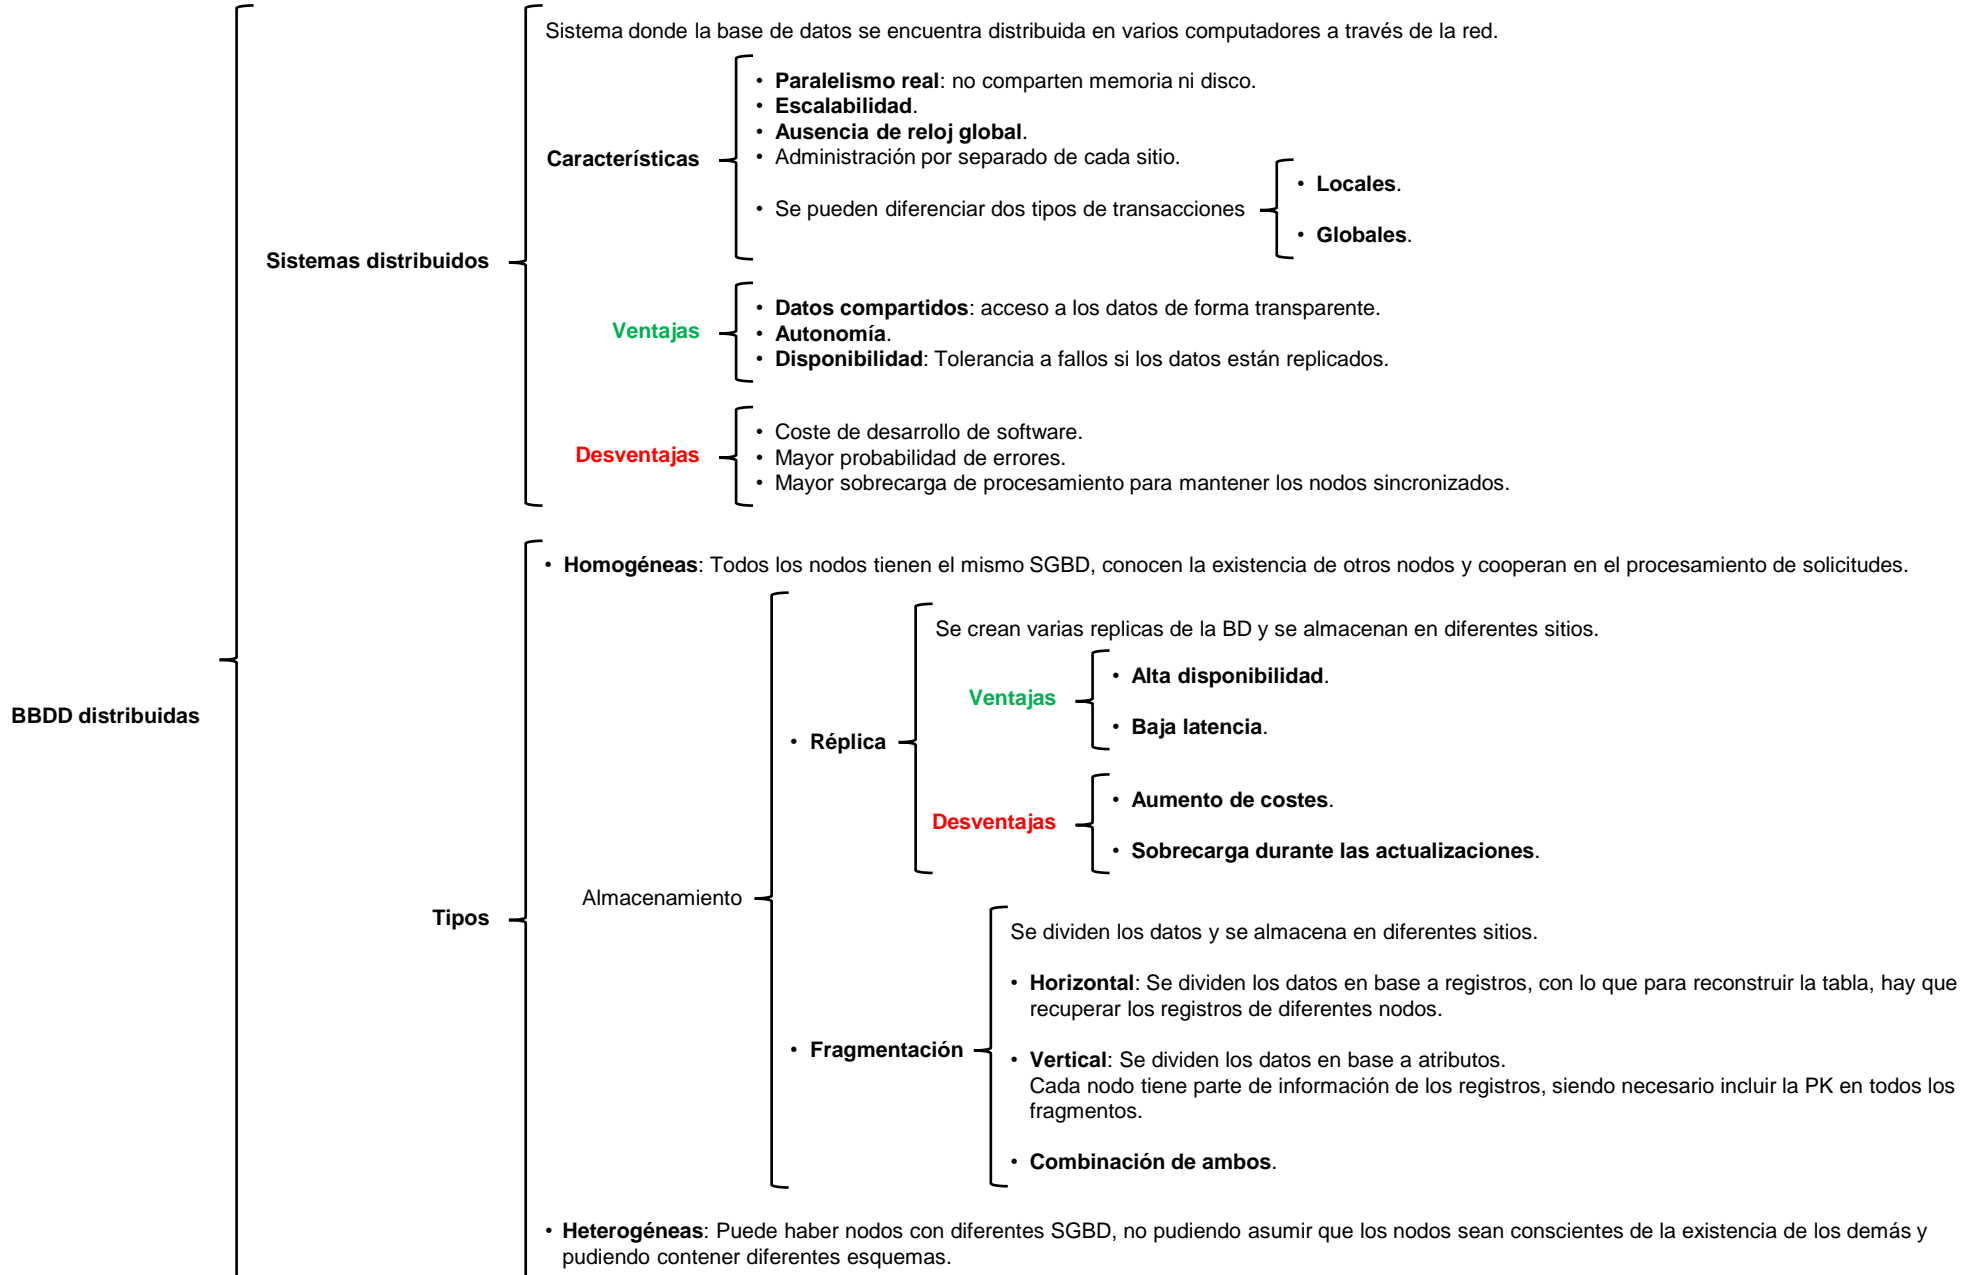 BBDD distribuidas
Sistemas distribuidos
Sistema donde la base de datos se encuentra distribuida en varios computadores a través de la red.
Característicias
• Paralelismo real: no comparten memoria ni disco.
• Escalabilidad.
• Ausencia de reloj global.
• Administración por separado de cada sitio.
• Se pueden diferenciar dos tipos de transacciones
• Locales.
• Globales.
Ventajas
• Datos compartidos: acceso a los datos de forma transparente.
• Autonomía.
• Disponibilidad: Tolerancia a fallos si los datos están replicados.
Desventajas
• Coste de desarrollo de software.
• Mayor probabilidad de errores.
• Mayor sobrecarga de procesamiento para mantener los nodos sincronizados.
Tipos
• Homogéneas: Todos los nodos tienen el mismo SGBD, conocen la existencia de otros nodos y cooperan en el procesamiento de solicitudes.
Almacenamiento
• Réplica
Se crean varias replicas de la BD y se almacenan en diferentes sitios.
Ventajas
• Alta disponibilidad.
• Baja latencia.
Desventajas
• Aumento de costes.
• Sobrecarga durante las actualizaciones.
• Fragmentación
Se dividen los datos y se almacena en diferentes sitios.
• Horizontal: Se dividen los datos en base a registros, con lo que para reconstruir la tabla, hay que
recuperar los registros de diferentes nodos.
• Vertical: Se dividen los datos en base a atributos.
Cada nodo tiene parte de información de los registros, siendo necesario incluir la PK en todos los
fragmentos.
• Combinación de ambos.
• Heterogéneas: Puede haber nodos con diferentes SGBD, no pudiendo asumir que los nodos sean conscientes de la existencia de los demás y
pudiendo contener diferentes esquemas.